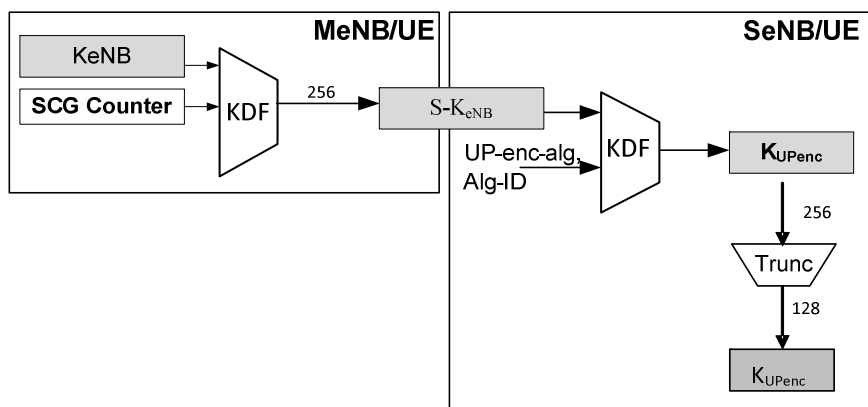 MeNB/UE
KeNB
SCG Counter
KDF
256
S-KeNB
SeNB/UE
UP-enc-alg,
Alg-ID
KDF
KUPenc
256
Trunc
128
KUPenc